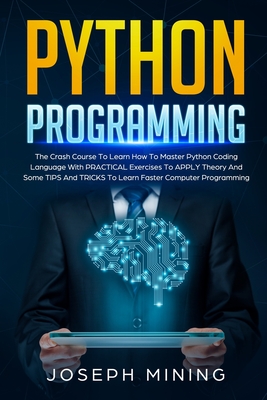 PYTHON
PROGRAMMING
The Crash Course To Learn How To Master Python Coding
Language With PRACTICAL Exercises To APPLY Theory And
Some TIPS And TRICKS To Learn Faster Computer Programming
JOSEPH MINING